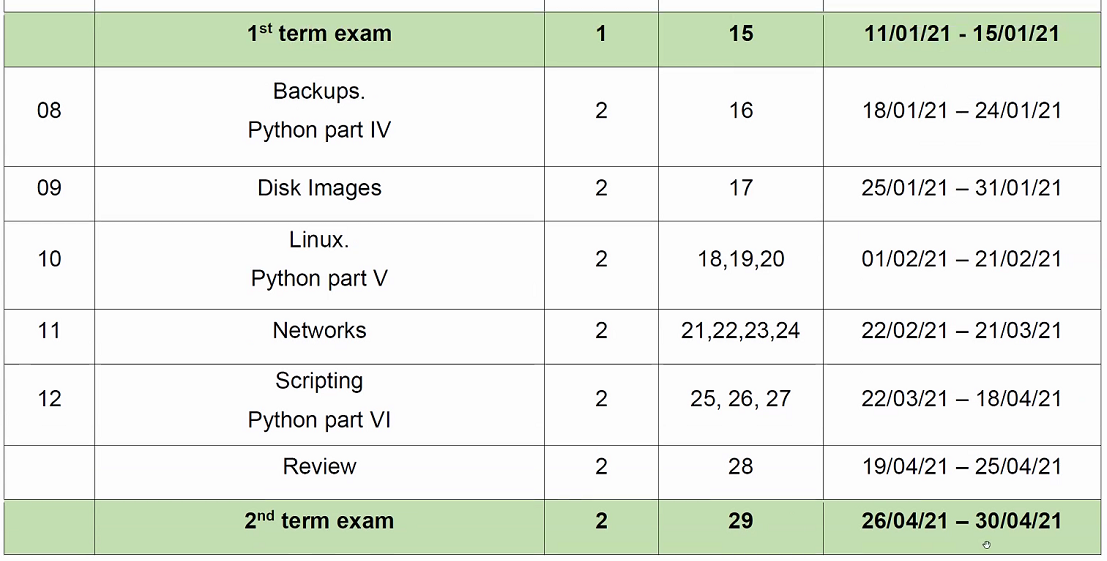 1st term exam 1 15 11/01/21 - 15/01/21
08 Backups. Python part IV 2 16 18/01/21 – 24/01/21
09 Disk Images 2 17 25/01/21 – 31/01/21
10 Linux. Python part V 2 18,19,20 01/02/21 – 21/02/21
11 Networks 2 21,22,23,24 22/02/21 – 21/03/21
12 Scripting Python part VI 2 25, 26, 27 22/03/21 – 18/04/21
Review 2 28 19/04/21 – 25/04/21
2nd term exam 2 29 26/04/21 – 30/04/21